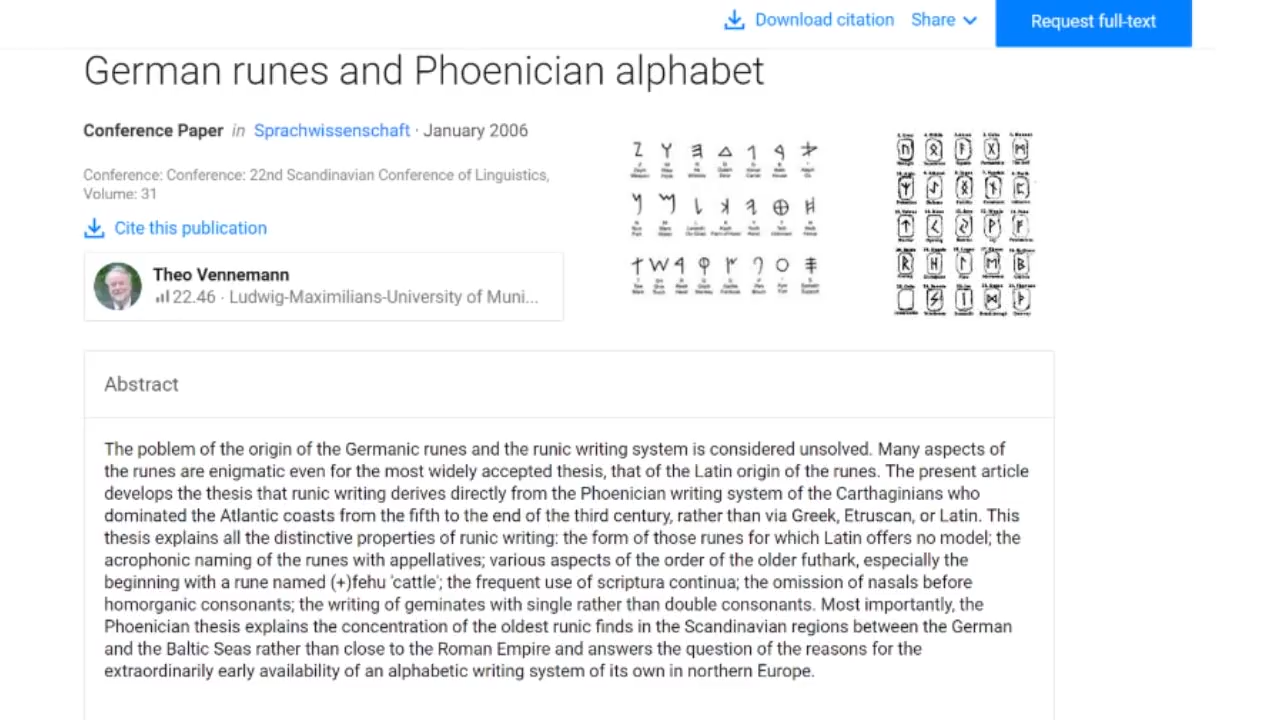 Download citation Share Request full-text
German runes and Phoenician alphabet
Conference Paper in Sprachwissenschaft · January 2006
Conference: Conference: 22nd Scandinavian Conference of Linguistics,
Volume: 31
Cite this publication
Theo Vennemann
22.46 · Ludwig-Maximilians-University of Muni...
Abstract
The poblem of the origin of the Germanic runes and the runic writing system is considered unsolved. Many aspects of
the runes are enigmatic even for the most widely accepted thesis, that of the Latin origin of the runes. The present article
develops the thesis that runic writing derives directly from the Phoenician writing system of the Carthaginians who
dominated the Atlantic coasts from the fifth to the end of the third century, rather than via Greek, Etruscan, or Latin. This
thesis explains all the distinctive properties of runic writing: the form of those runes for which Latin offers no model; the
acrophonic naming of the runes with appellatives; various aspects of the order of the older futhark, especially the
beginning with a rune named (+)fehu 'cattle'; the frequent use of scriptura continua; the omission of nasals before
homorganic consonants; the writing of geminates with single rather than double consonants. Most importantly, the
Phoenician thesis explains the concentration of the oldest runic finds in the Scandinavian regions between the German
and the Baltic Seas rather than close to the Roman Empire and answers the question of the reasons for the
extraordinarily early availability of an alphabetic writing system of its own in northern Europe.